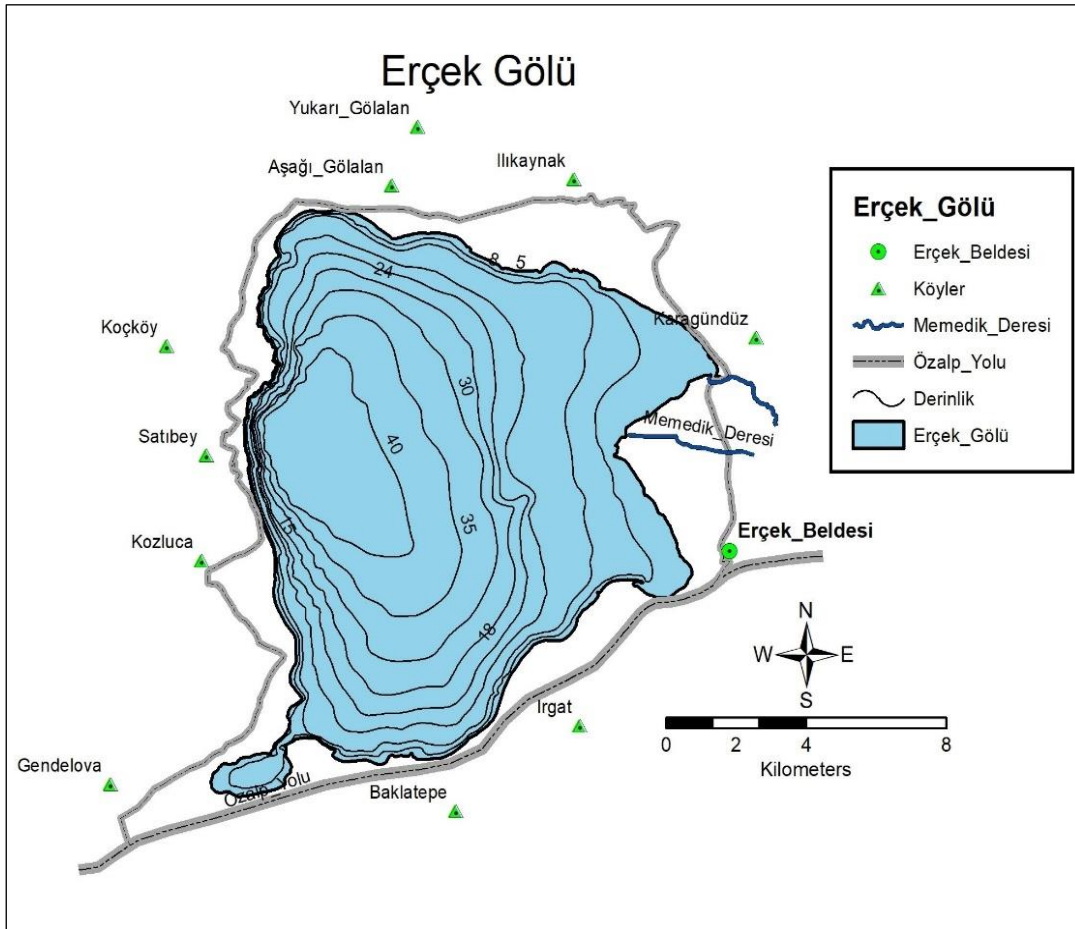 Erçek Gölü
Yukarı_Gölalan
Aşağı_Gölalan
Ilıkaynak
Erçek_Gölü
Erçek_Beldesi
Köyler
Memedik_Deresi
Özalp_Yolu
Derinlik
Erçek_Gölü
8
5
24
Karagündüz
Koçköy
30
Memedik_Deresi
40
Satıbey
35
15
Kozluca
Erçek_Beldesi
N
W
E
S
18
Irgat
0
2
4
8
Kilometers
Gendelova
Özalp_Yolu
Baklatepe